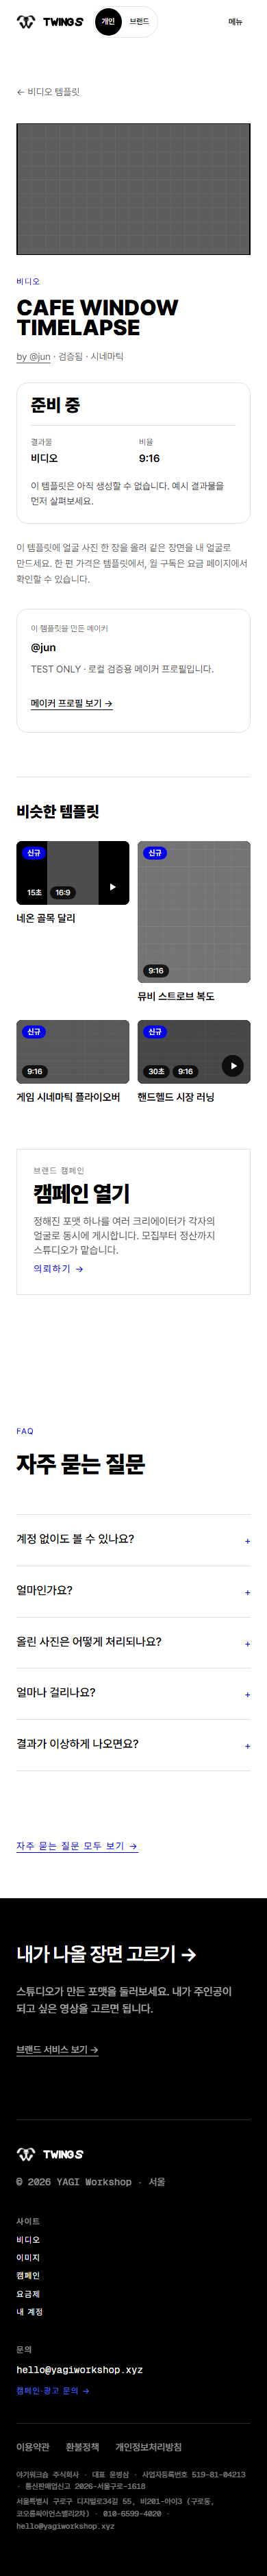 TWINGS 개인 브랜드 메뉴
← 비디오 템플릿
비디오
CAFE WINDOW
TIMELAPSE
by @jun · 검증됨 · 시네마틱
준비 중
결과물 비율
비디오 9:16
이 템플릿은 아직 생성할 수 없습니다. 예시 결과물을
먼저 살펴보세요.
이 템플릿에 얼굴 사진 한 장을 올려 같은 장면을 내 얼굴로
만드세요. 한 편 가격은 템플릿에서, 월 구독은 요금 페이지에서
확인할 수 있습니다.
이 템플릿을 만든 메이커
@jun
TEST ONLY · 로컬 검증용 메이커 프로필입니다.
메이커 프로필 보기 →
비슷한 템플릿
신규
15초 16:9
네온 골목 달리
신규
9:16
뮤비 스트로브 복도
신규
9:16
게임 시네마틱 플라이오버
신규
30초 9:16
핸드헬드 시장 러닝
브랜드 캠페인
캠페인 열기
정해진 포맷 하나를 여러 크리에이터가 각자의
얼굴로 동시에 게시합니다. 모집부터 정산까지
스튜디오가 맡습니다.
의뢰하기 →
FAQ
자주 묻는 질문
계정 없이도 볼 수 있나요? +
얼마인가요? +
올린 사진은 어떻게 처리되나요? +
얼마나 걸리나요? +
결과가 이상하게 나오면요? +
자주 묻는 질문 모두 보기 →
내가 나올 장면 고르기 →
스튜디오가 만든 포맷을 둘러보세요. 내가 주인공이
되고 싶은 영상을 고르면 됩니다.
브랜드 서비스 보기 →
TWINGS
© 2026 YAGI Workshop · 서울
사이트
비디오
이미지
캠페인
요금제
내 계정
문의
hello@yagiworkshop.xyz
캠페인·광고 문의 →
이용약관 환불정책 개인정보처리방침
야기워크숍 주식회사 · 대표 윤병삼 · 사업자등록번호 519-81-04213
· 통신판매업신고 2026-서울구로-1618
서울특별시 구로구 디지털로34길 55, 비201-아이3 (구로동,
코오롱싸이언스밸리2차) · 010-6599-4020 ·
hello@yagiworkshop.xyz